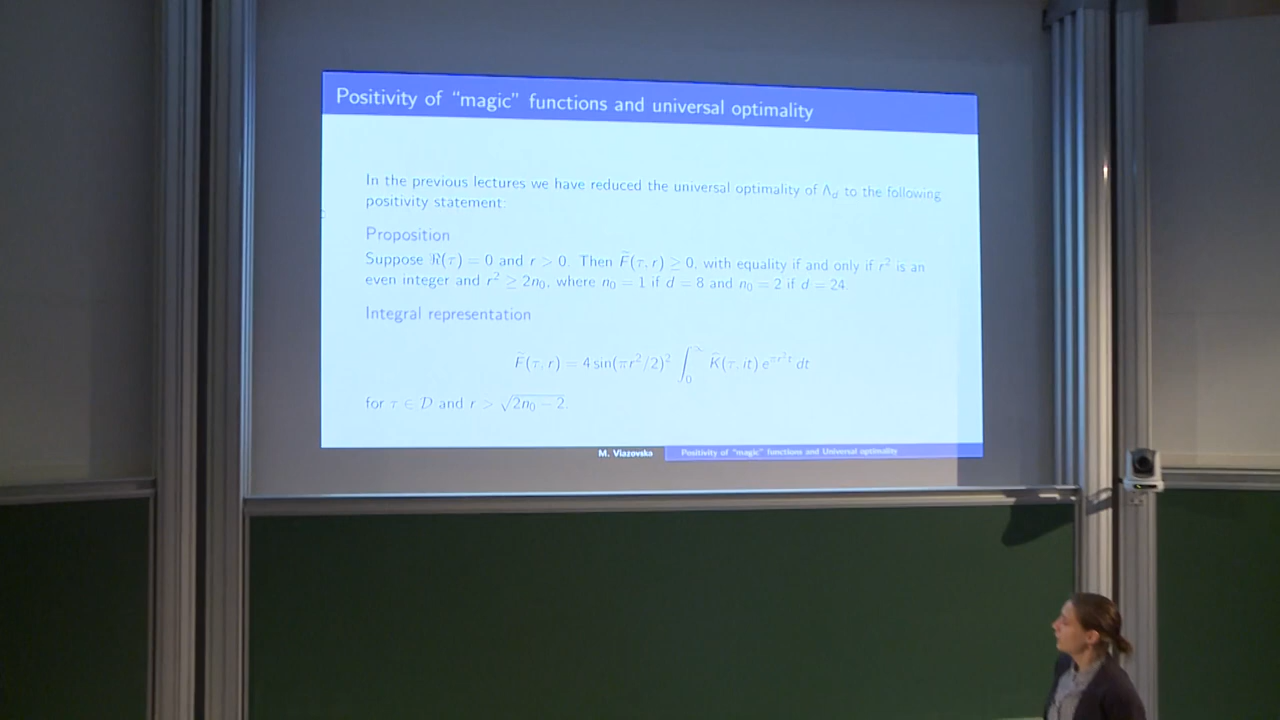 Positivity of “magic” functions and universal optimality
In the previous lectures we have reduced the universal optimality of Λ_d to the following
positivity statement:
Proposition
Suppose ℜ(τ) = 0 and r > 0. Then F̃(τ, r) ≥ 0, with equality if and only if r² is an
even integer and r² ≥ 2n₀, where n₀ = 1 if d = 8 and n₀ = 2 if d = 24.
Integral representation
F̃(τ, r) = 4 sin(πr²/2)² ∫₀^∞ K̃(τ, it) e^{πr²t} dt
for τ ∈ 𝒟 and r > √(2n₀ − 2).
M. Viazovska
Positivity of “magic” functions and Universal optimality